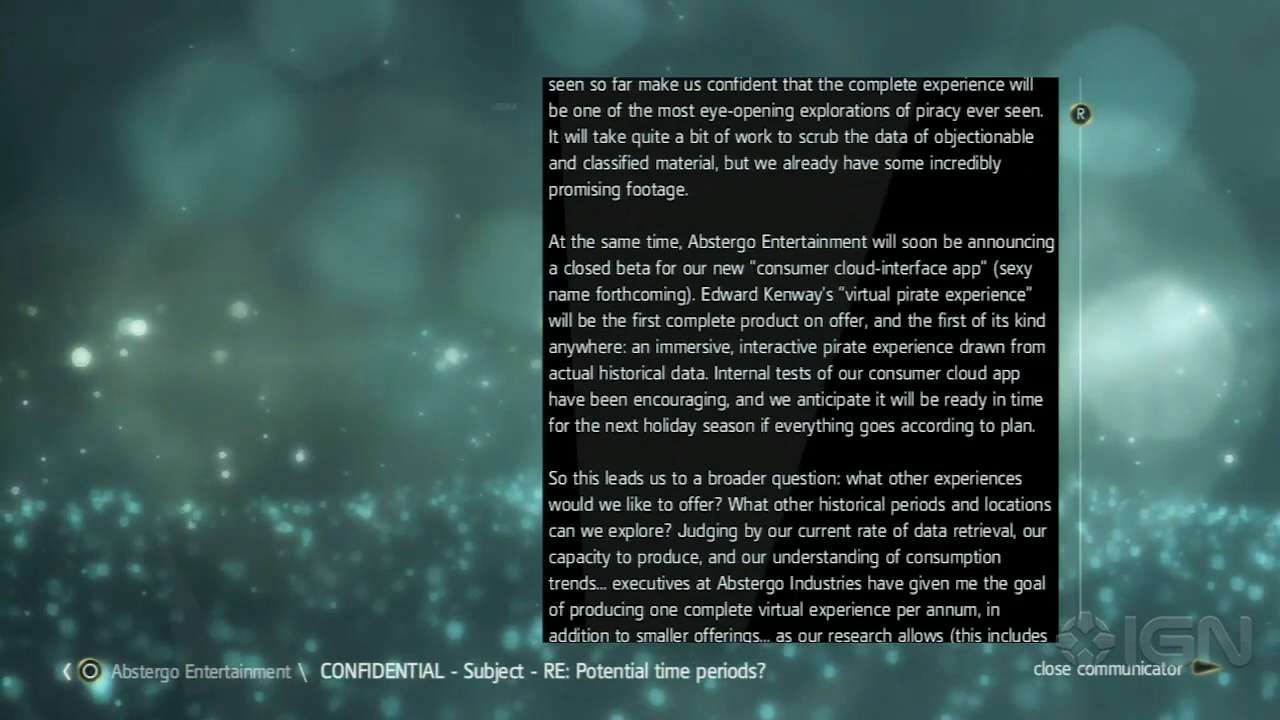 seen so far make us confident that the complete experience will
be one of the most eye-opening explorations of piracy ever seen.
It will take quite a bit of work to scrub the data of objectionable
and classified material, but we already have some incredibly
promising footage.
At the same time, Abstergo Entertainment will soon be announcing
a closed beta for our new "consumer cloud-interface app" (sexy
name forthcoming). Edward Kenway's "virtual pirate experience"
will be the first complete product on offer, and the first of its kind
anywhere: an immersive, interactive pirate experience drawn from
actual historical data. Internal tests of our consumer cloud app
have been encouraging, and we anticipate it will be ready in time
for the next holiday season if everything goes according to plan.
So this leads us to a broader question: what other experiences
would we like to offer? What other historical periods and locations
can we explore? Judging by our current rate of data retrieval, our
capacity to produce, and our understanding of consumption
trends... executives at Abstergo Industries have given me the goal
of producing one complete virtual experience per annum, in
addition to smaller offerings... as our research allows (this includes
R
IGN
Abstergo Entertainment \ CONFIDENTIAL - Subject - RE: Potential time periods?
close communicator